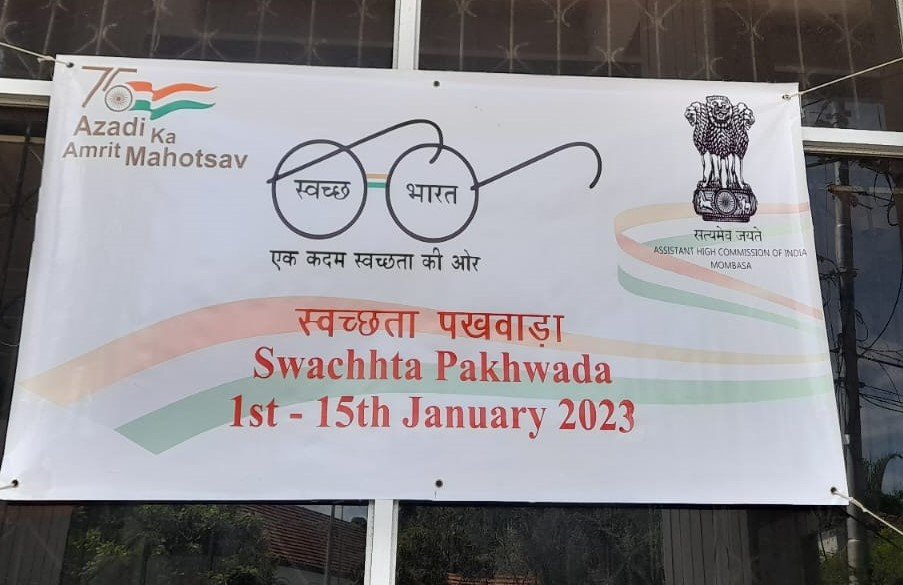 75
Azadi Ka
Amrit Mahotsav
स्वच्छ भारत
एक कदम स्वच्छता की ओर
सत्यमेव जयते
ASSISTANT HIGH COMMISSION OF INDIA
MOMBASA
स्वच्छता पखवाड़ा
Swachhta Pakhwada
1st - 15th January 2023